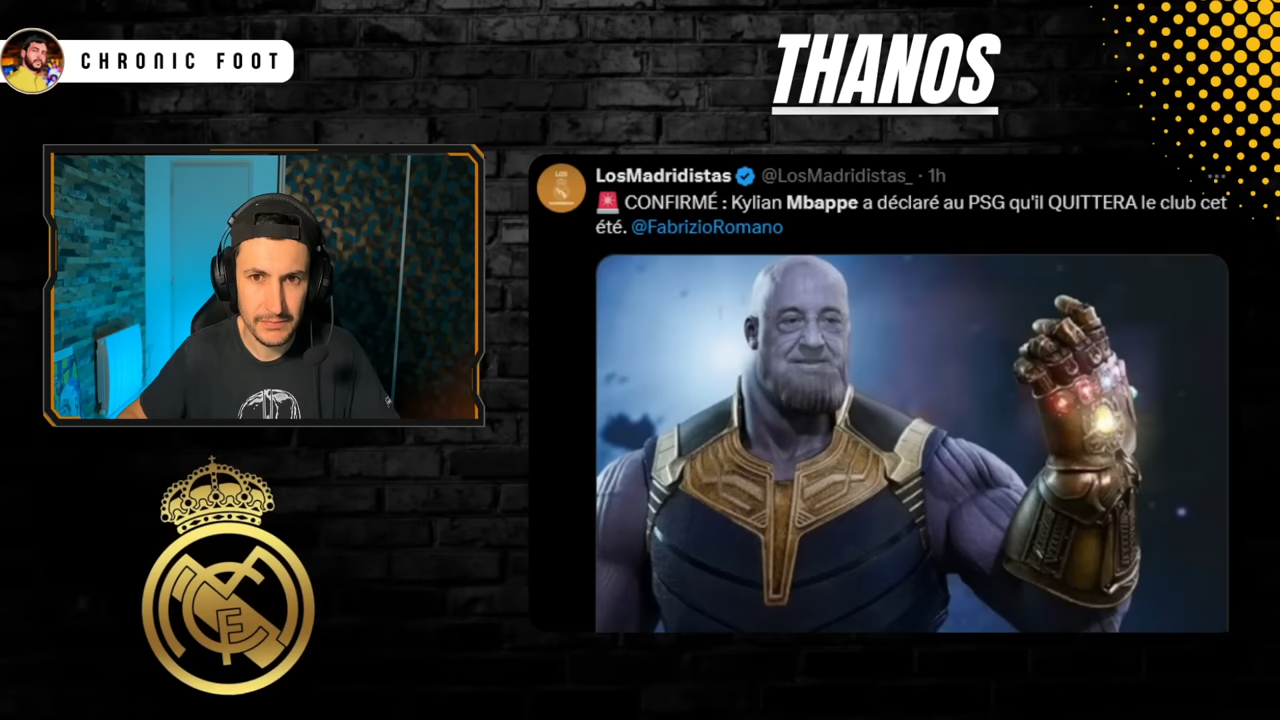 CHRONIC FOOT
THANOS
LosMadridistas @LosMadridistas_ · 1h
🚨 CONFIRMÉ : Kylian Mbappe a déclaré au PSG qu'il QUITTERA le club cet
été. @FabrizioRomano